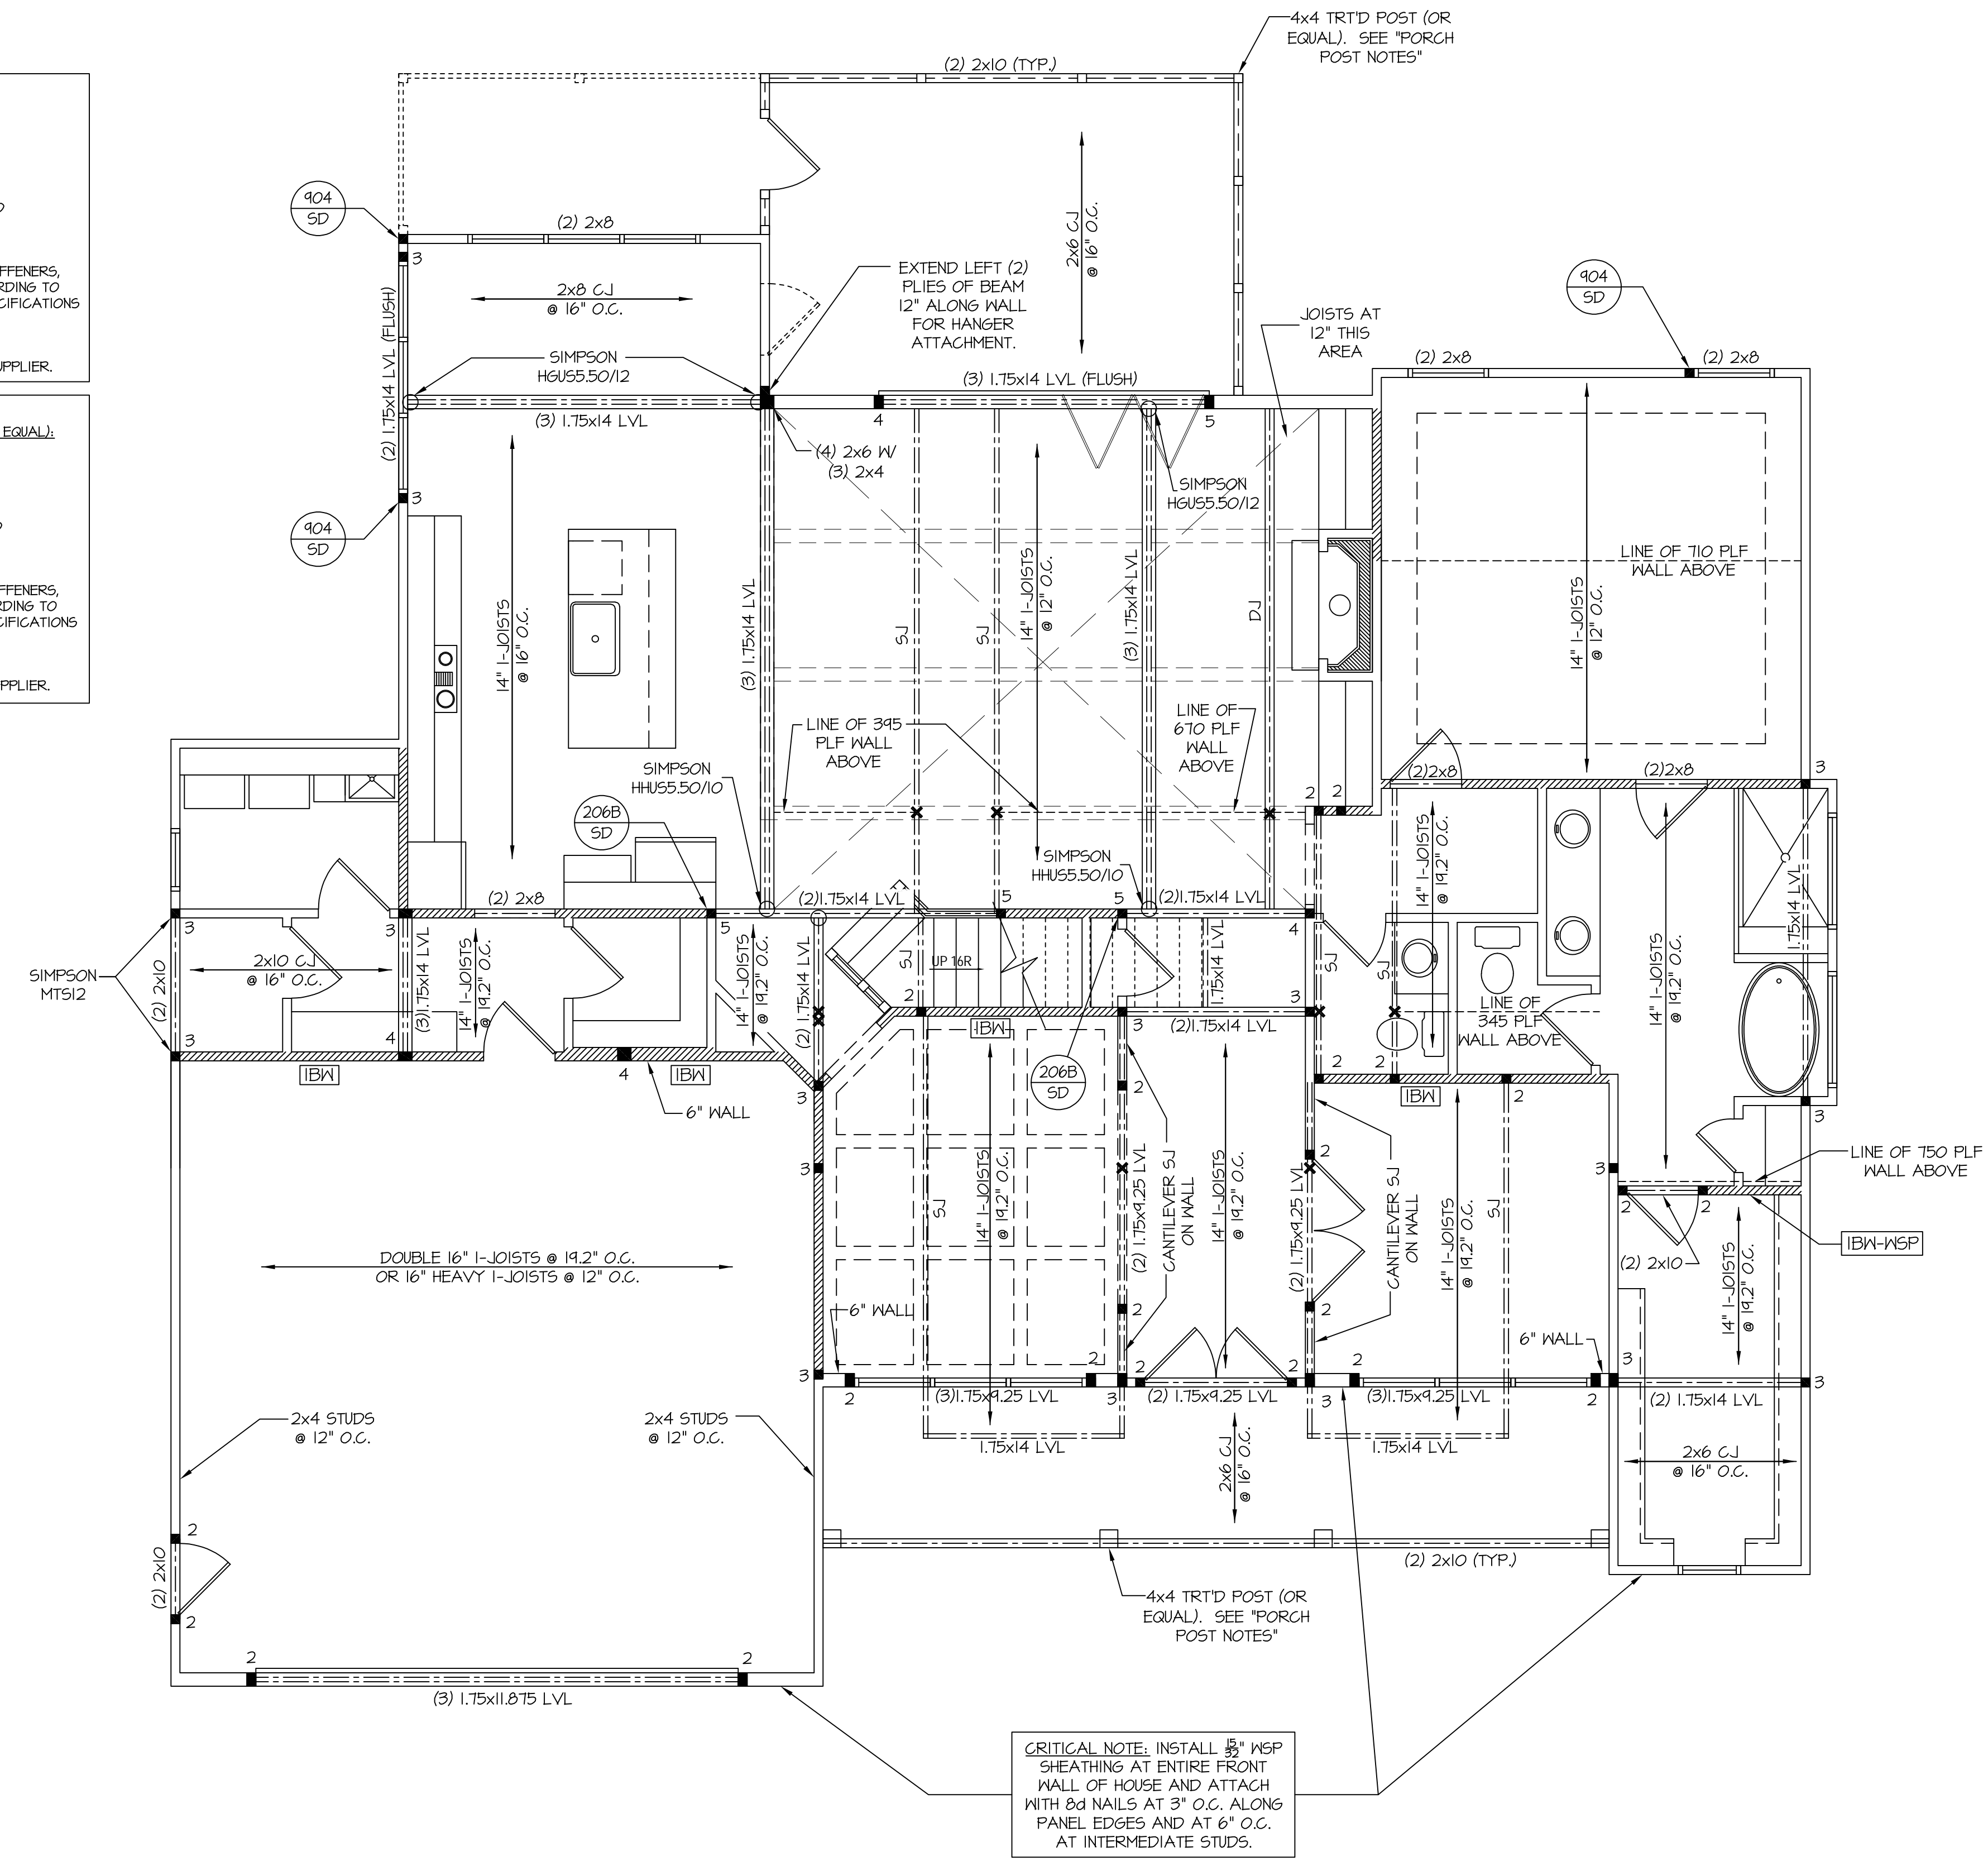 4x4 TRT'D POST (OR
EQUAL). SEE "PORCH
POST NOTES"
(2) 2x10 (TYP.)
904
SD
(2) 2x8
3
2x8 CJ
@ 16" O.C.
2x6 CJ
@ 16" O.C.
EXTEND LEFT (2)
PLIES OF BEAM
12" ALONG WALL
FOR HANGER
ATTACHMENT.
FFENERS,
RDING TO
CIFICATIONS
UPPLIER.
904
SD
JOISTS AT
12" THIS
AREA
(2) 1.75x14 LVL (FLUSH)
SIMPSON
HGUS5.50/12
(2) 2x8
(2) 2x8
(3) 1.75x14 LVL (FLUSH)
(3) 1.75x14 LVL
4
5
EQUAL):
(4) 2x6 W/
(3) 2x4
3
SIMPSON
HGUS5.50/12
904
SD
LINE OF 710 PLF
WALL ABOVE
14" I-JOISTS
@ 16" O.C.
(3) 1.75x14 LVL
SJ
SJ
14" I-JOISTS
@ 12" O.C.
(3) 1.75x14 LVL
DJ
14" I-JOISTS
@ 12" O.C.
FFENERS,
RDING TO
CIFICATIONS
PPLIER.
LINE OF 395
PLF WALL
ABOVE
LINE OF
670 PLF
WALL
ABOVE
SIMPSON
HHUS5.50/10
(2)2x8
(2)2x8
3
2
2
206B
SD
SIMPSON
HHUS5.50/10
14" I-JOISTS
@ 19.2" O.C.
(2) 2x8
(2)1.75x14 LVL
5
5
(2)1.75x14 LVL
1.75x14 LVL
3
3
5
4
SIMPSON
MTS12
(2) 2x10
2x10 CJ
@ 16" O.C.
(3)1.75x14 LVL
14" I-JOISTS
@ 19.2" O.C.
14" I-JOISTS
@ 19.2" O.C.
(2) 1.75x14 LVL
SJ
UP 16R
1.75x14 LVL
SJ
SJ
14" I-JOISTS
@ 19.2" O.C.
2
3
LINE OF
345 PLF
WALL ABOVE
3
4
IBW
3
(2)1.75x14 LVL
IBW
4
IBW
6" WALL
3
206B
SD
2
2
2
IBW
2
3
3
3
2
3
LINE OF 750 PLF
WALL ABOVE
SJ
14" I-JOISTS
@ 19.2" O.C.
(2) 1.75x9.25 LVL
CANTILEVER SJ
ON WALL
14" I-JOISTS
@ 19.2" O.C.
(2) 1.75x9.25 LVL
CANTILEVER SJ
ON WALL
14" I-JOISTS
@ 19.2" O.C.
SJ
2
2
IBW-WSP
(2) 2x10
14" I-JOISTS
@ 19.2" O.C.
DOUBLE 16" I-JOISTS @ 19.2" O.C.
OR 16" HEAVY I-JOISTS @ 12" O.C.
2
2
6" WALL
6" WALL
3
2
2
2
2
3
2
(3)1.75x9.25 LVL
3
(2) 1.75x9.25 LVL
3
(3)1.75x9.25 LVL
2
(2) 1.75x14 LVL
3
2x4 STUDS
@ 12" O.C.
2x4 STUDS
@ 12" O.C.
1.75x14 LVL
1.75x14 LVL
2x6 CJ
@ 16" O.C.
2x6 CJ
@ 16" O.C.
2
(2) 2x10
2
(2) 2x10 (TYP.)
4x4 TRT'D POST (OR
EQUAL). SEE "PORCH
POST NOTES"
2
2
(3) 1.75x11.875 LVL
CRITICAL NOTE: INSTALL 15/32" WSP
SHEATHING AT ENTIRE FRONT
WALL OF HOUSE AND ATTACH
WITH 8d NAILS AT 3" O.C. ALONG
PANEL EDGES AND AT 6" O.C.
AT INTERMEDIATE STUDS.